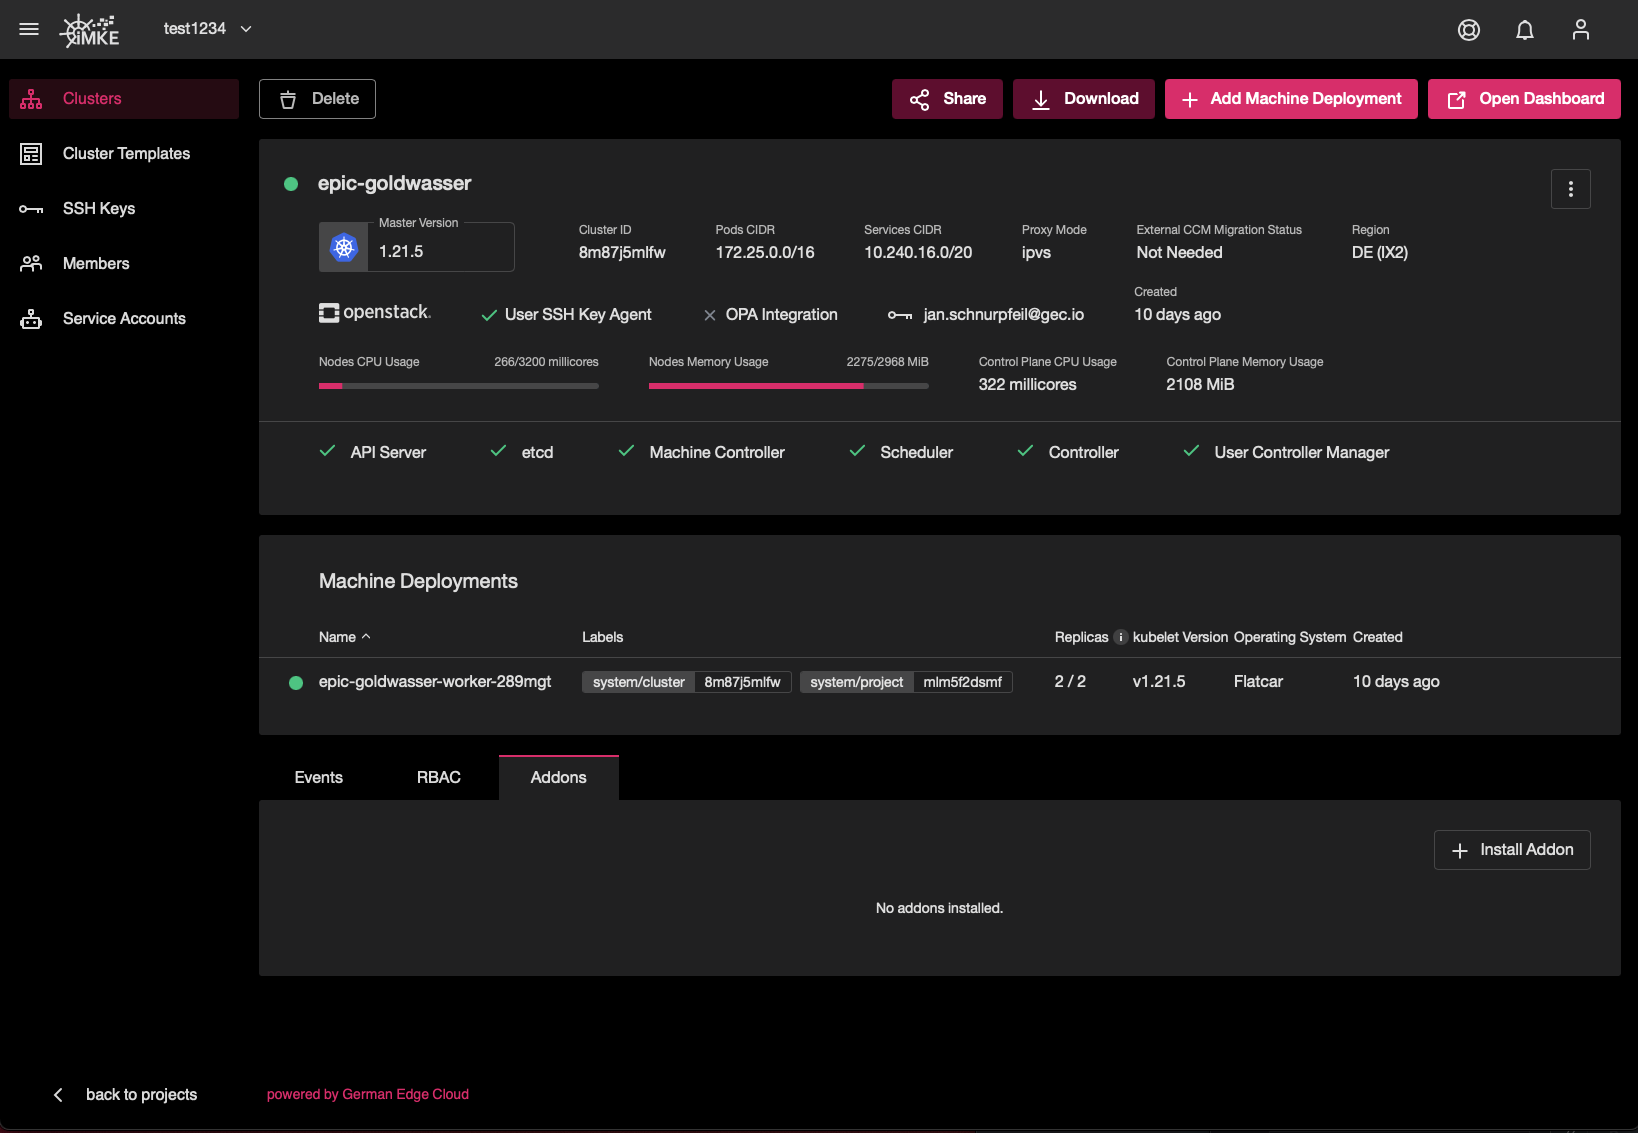 iMKE
test1234
Clusters
Cluster Templates
SSH Keys
Members
Service Accounts
Delete
Share
Download
Add Machine Deployment
Open Dashboard
epic-goldwasser
Master Version
1.21.5
Cluster ID
8m87j5mlfw
Pods CIDR
172.25.0.0/16
Services CIDR
10.240.16.0/20
Proxy Mode
ipvs
External CCM Migration Status
Not Needed
Region
DE (IX2)
openstack.
User SSH Key Agent
OPA Integration
jan.schnurpfeil@gec.io
Created
10 days ago
Nodes CPU Usage 266/3200 millicores
Nodes Memory Usage 2275/2968 MiB
Control Plane CPU Usage
322 millicores
Control Plane Memory Usage
2108 MiB
API Server etcd Machine Controller Scheduler Controller User Controller Manager
Machine Deployments
Name Labels Replicas i kubelet Version Operating System Created
epic-goldwasser-worker-289mgt system/cluster 8m87j5mlfw system/project mlm5f2dsmf 2 / 2 v1.21.5 Flatcar 10 days ago
Events RBAC Addons
Install Addon
No addons installed.
back to projects
powered by German Edge Cloud